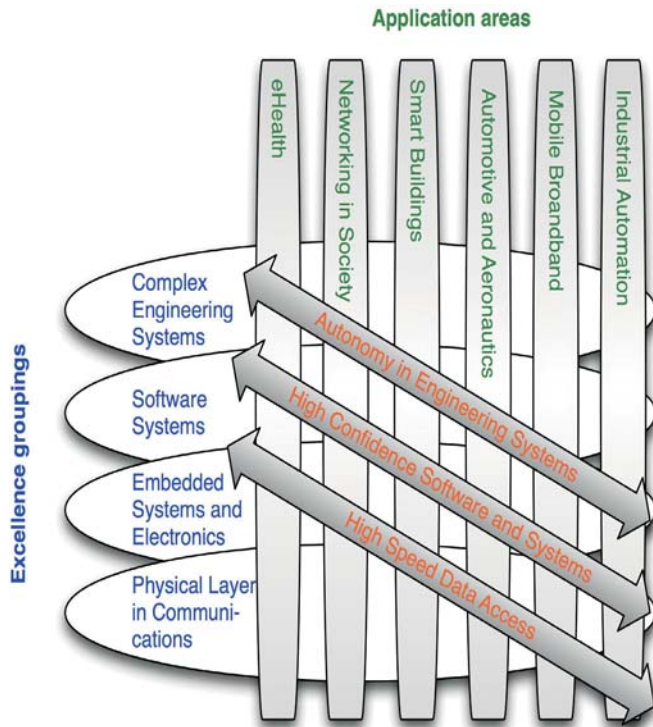 Application areas
eHealth
Networking in Society
Smart Buildings
Automotive and Aeronautics
Mobile Broandband
Industrial Automation
Excellence groupings
Complex
Engineering
Systems
Software
Systems
Embedded
Systems and
Electronics
Physical Layer
in Communi-
cations
Autonomy in Engineering Systems
High Confidence Software and Systems
High Speed Data Access